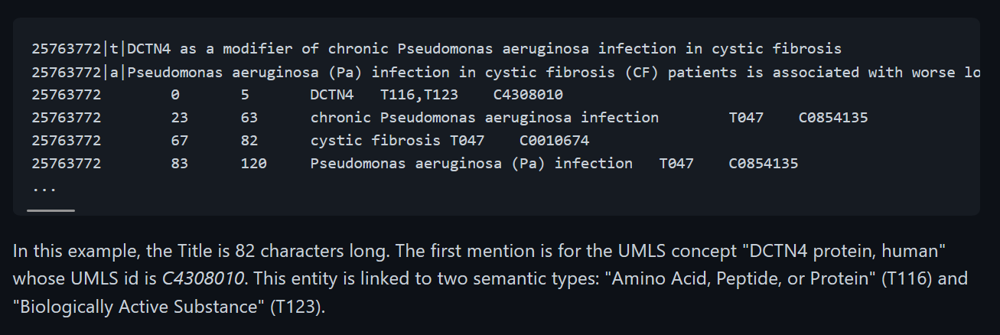 25763772|t|DCTN4 as a modifier of chronic Pseudomonas aeruginosa infection in cystic fibrosis
25763772|a|Pseudomonas aeruginosa (Pa) infection in cystic fibrosis (CF) patients is associated with worse lo
25763772 0 5 DCTN4 T116,T123 C4308010
25763772 23 63 chronic Pseudomonas aeruginosa infection T047 C0854135
25763772 67 82 cystic fibrosis T047 C0010674
25763772 83 120 Pseudomonas aeruginosa (Pa) infection T047 C0854135
...
In this example, the Title is 82 characters long. The first mention is for the UMLS concept "DCTN4 protein, human"
whose UMLS id is C4308010. This entity is linked to two semantic types: "Amino Acid, Peptide, or Protein" (T116) and
"Biologically Active Substance" (T123).